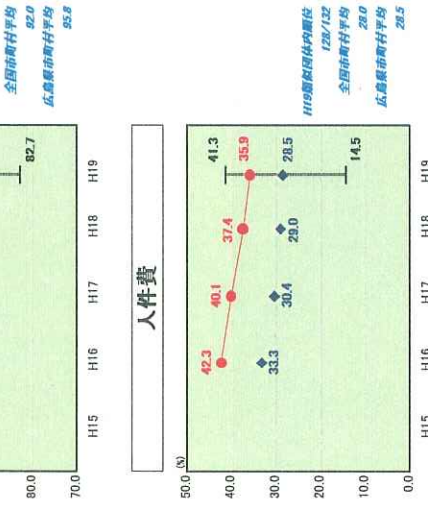 全国市町村平均
92.0
広島県市町村平均
95.8
82.7
80.0
70.0
H15
H16
H17
H18
H19
人件費
(%)
50.0
40.0
30.0
20.0
10.0
0.0
42.3
40.1
37.4
35.9
41.3
33.3
30.4
29.0
28.5
14.5
H15
H16
H17
H18
H19
H19類似団体内順位
128/132
全国市町村平均
28.0
広島県市町村平均
28.5